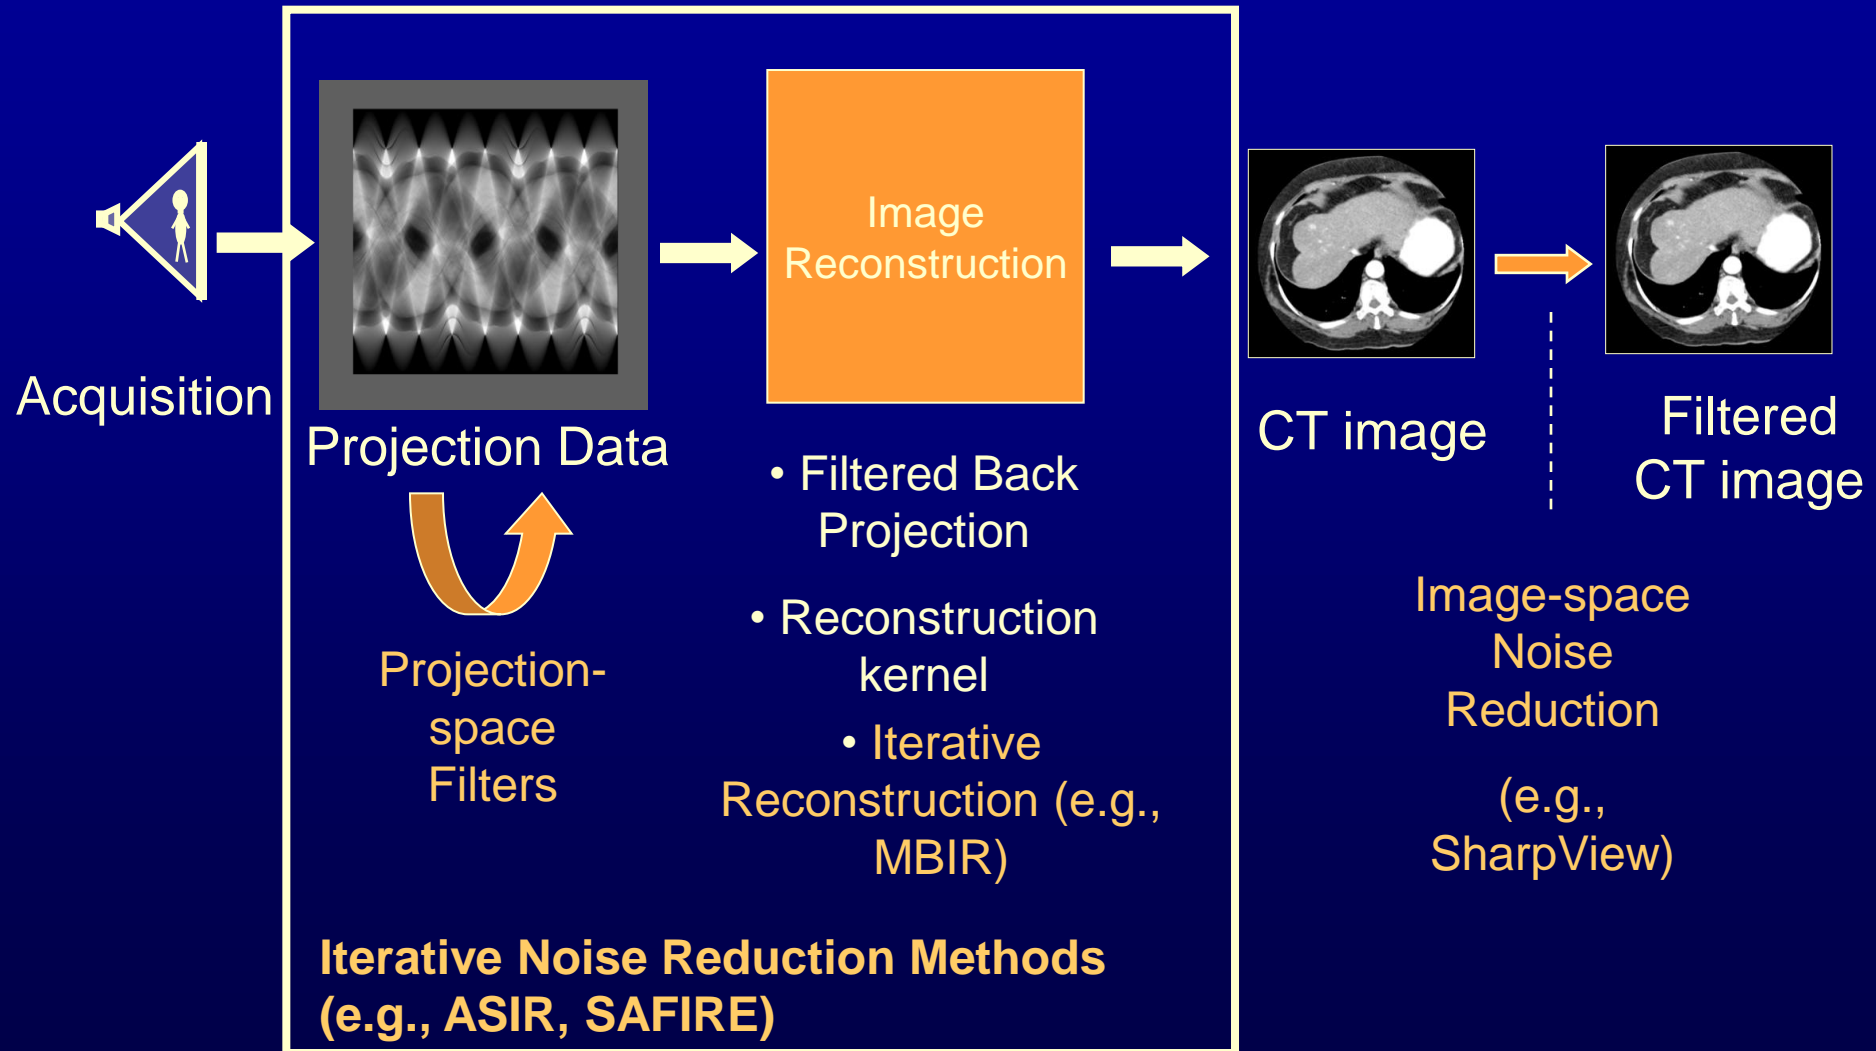 Acquisition
Projection Data
Projection-
space
Filters
Image
Reconstruction
• Filtered Back
Projection
• Reconstruction
kernel
• Iterative
Reconstruction (e.g.,
MBIR)
Iterative Noise Reduction Methods
(e.g., ASIR, SAFIRE)
CT image
Filtered
CT image
Image-space
Noise
Reduction
(e.g.,
SharpView)